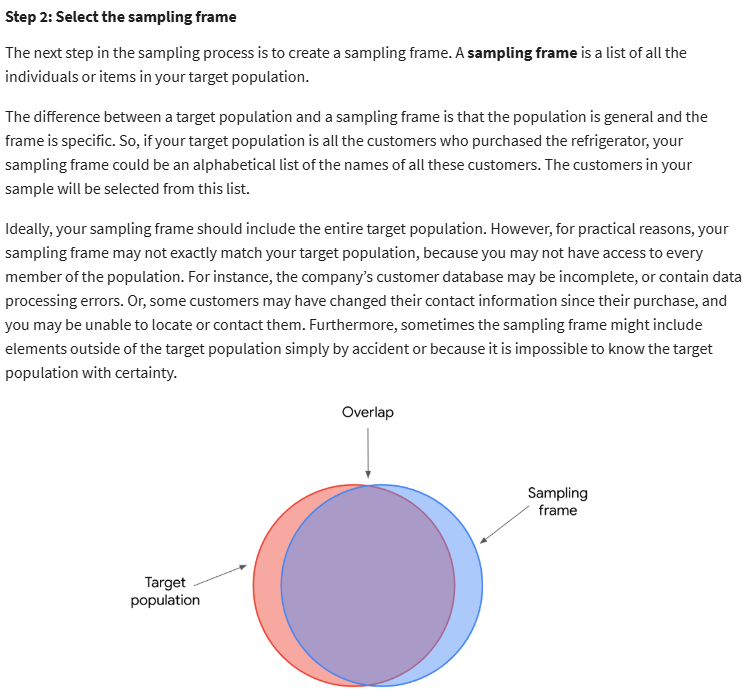 Step 2: Select the sampling frame
The next step in the sampling process is to create a sampling frame. A sampling frame is a list of all the
individuals or items in your target population.
The difference between a target population and a sampling frame is that the population is general and the
frame is specific. So, if your target population is all the customers who purchased the refrigerator, your
sampling frame could be an alphabetical list of the names of all these customers. The customers in your
sample will be selected from this list.
Ideally, your sampling frame should include the entire target population. However, for practical reasons, your
sampling frame may not exactly match your target population, because you may not have access to every
member of the population. For instance, the company’s customer database may be incomplete, or contain data
processing errors. Or, some customers may have changed their contact information since their purchase, and
you may be unable to locate or contact them. Furthermore, sometimes the sampling frame might include
elements outside of the target population simply by accident or because it is impossible to know the target
population with certainty.
Overlap
Sampling
frame
Target
population